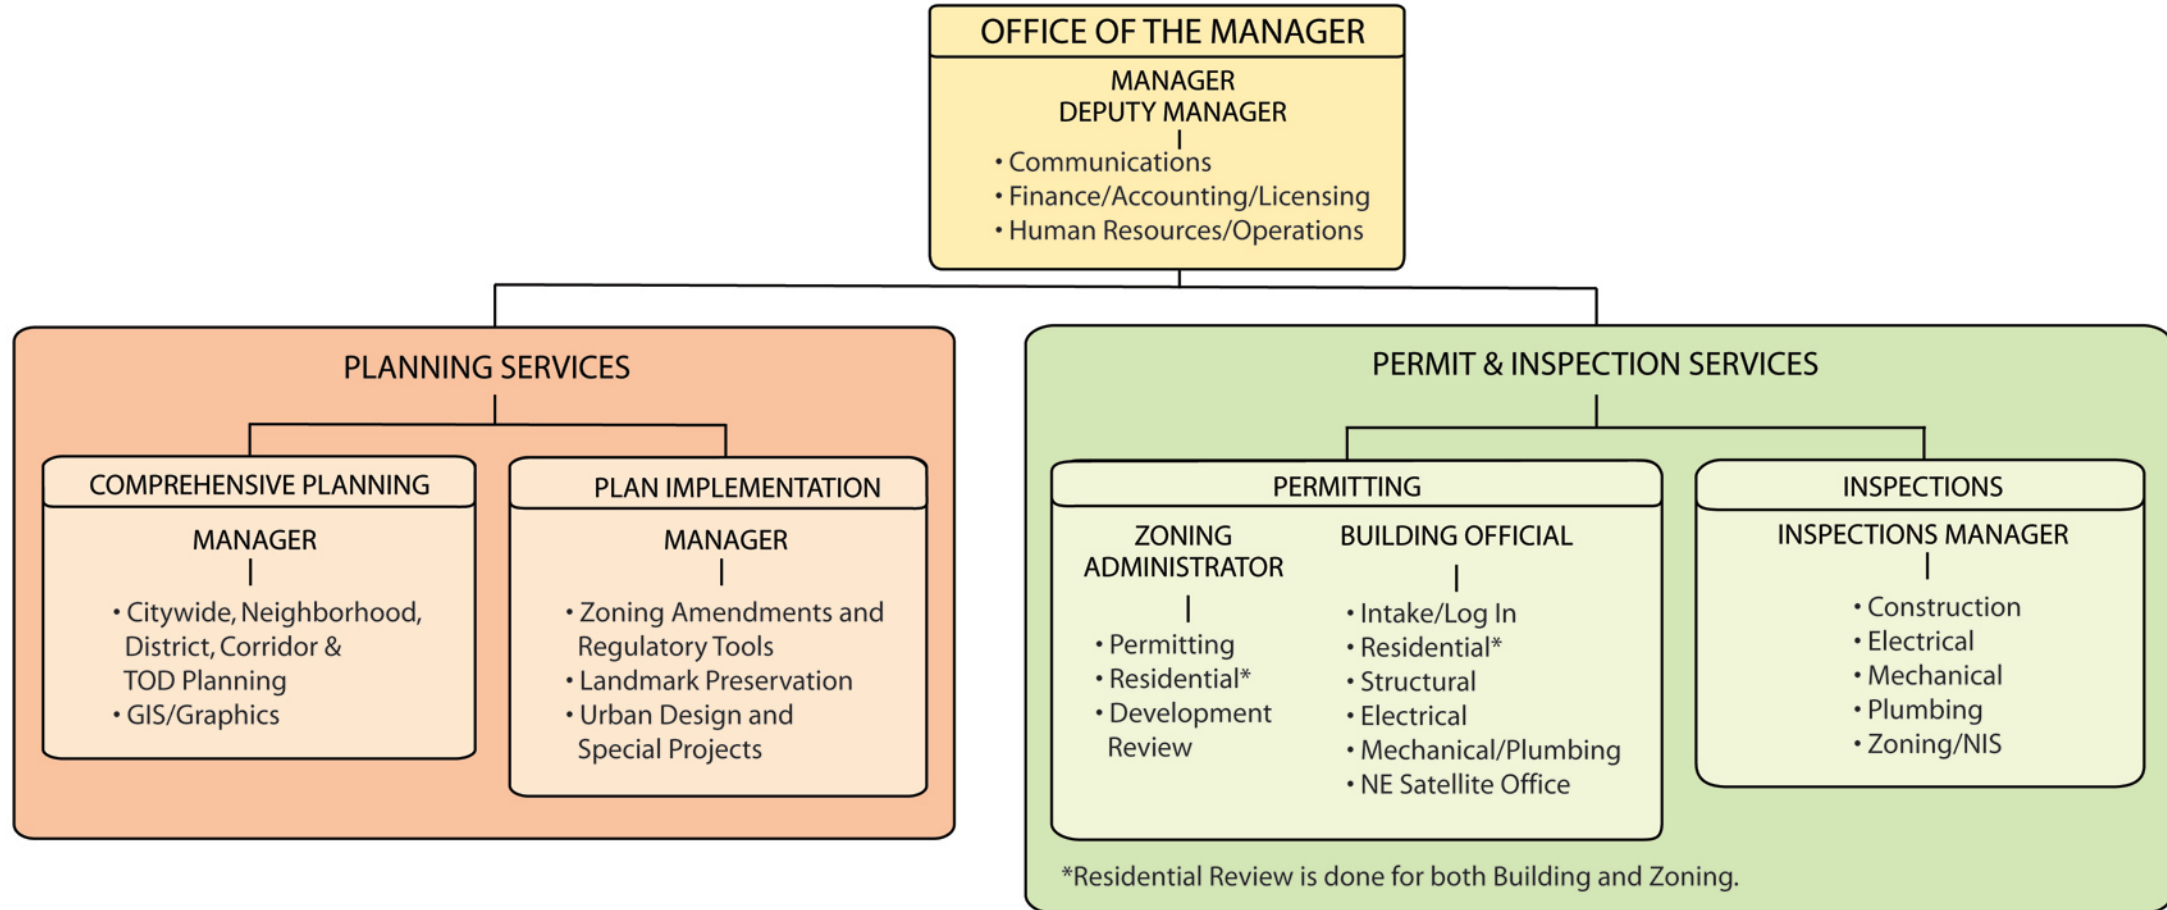 OFFICE OF THE MANAGER
MANAGER
DEPUTY MANAGER
• Communications
• Finance/Accounting/Licensing
• Human Resources/Operations
PLANNING SERVICES
COMPREHENSIVE PLANNING
MANAGER
• Citywide, Neighborhood,
District, Corridor &
TOD Planning
• GIS/Graphics
PLAN IMPLEMENTATION
MANAGER
• Zoning Amendments and
Regulatory Tools
• Landmark Preservation
• Urban Design and
Special Projects
PERMIT & INSPECTION SERVICES
PERMITTING
ZONING
ADMINISTRATOR
• Permitting
• Residential*
• Development
Review
BUILDING OFFICIAL
• Intake/Log In
• Residential*
• Structural
• Electrical
• Mechanical/Plumbing
• NE Satellite Office
INSPECTIONS
INSPECTIONS MANAGER
• Construction
• Electrical
• Mechanical
• Plumbing
• Zoning/NIS
*Residential Review is done for both Building and Zoning.